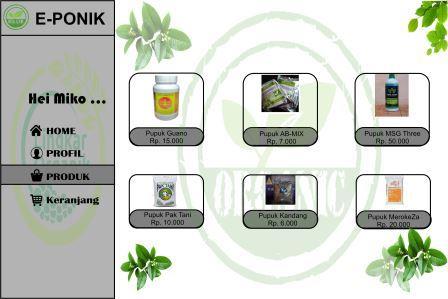 E-PONIK
Hei Miko ...
HOME
PROFIL
PRODUK
Keranjang
Pupuk Guano
Rp. 15.000
Pupuk AB-MIX
Rp. 7.000
Pupuk MSG Three
Rp. 50.000
Pupuk Pak Tani
Rp. 10.000
Pupuk Kandang
Rp. 6.000
Pupuk MerokeZa
Rp. 20.000
ORGANIC